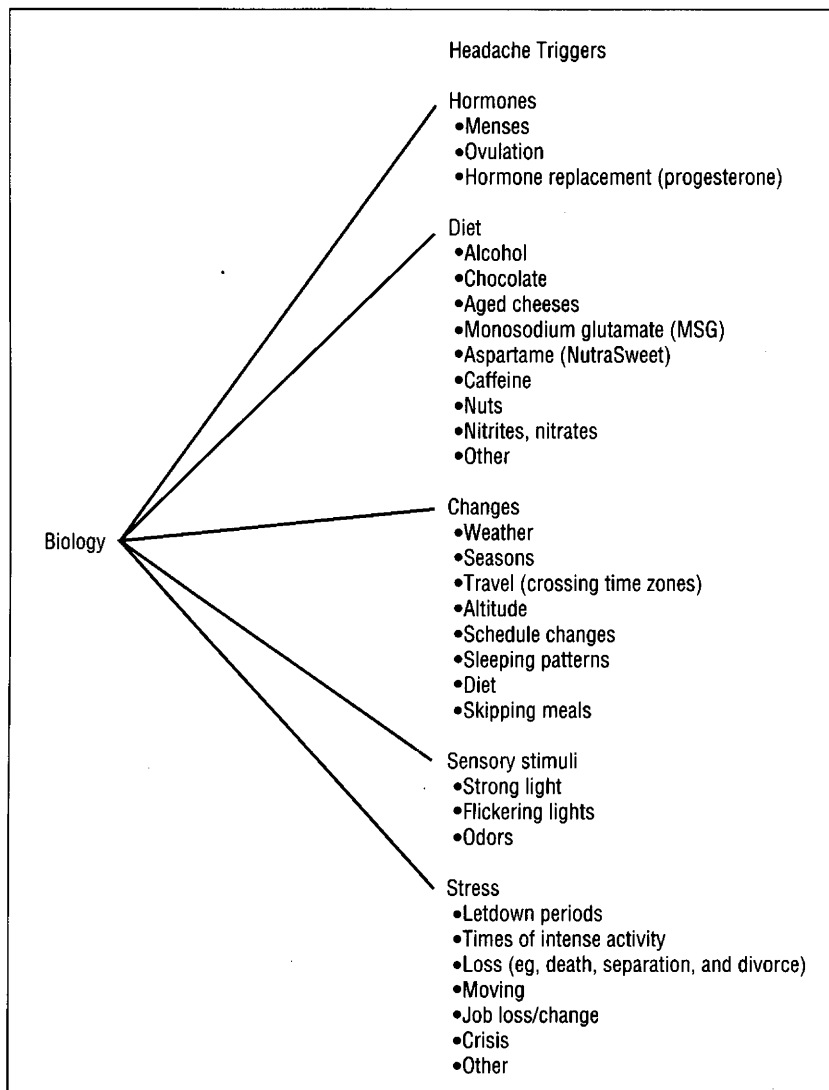 Headache Triggers
Hormones
•Menses
•Ovulation
•Hormone replacement (progesterone)
Diet
•Alcohol
•Chocolate
•Aged cheeses
•Monosodium glutamate (MSG)
•Aspartame (NutraSweet)
•Caffeine
•Nuts
•Nitrites, nitrates
•Other
Biology
Changes
•Weather
•Seasons
•Travel (crossing time zones)
•Altitude
•Schedule changes
•Sleeping patterns
•Diet
•Skipping meals
Sensory stimuli
•Strong light
•Flickering lights
•Odors
Stress
•Letdown periods
•Times of intense activity
•Loss (eg, death, separation, and divorce)
•Moving
•Job loss/change
•Crisis
•Other